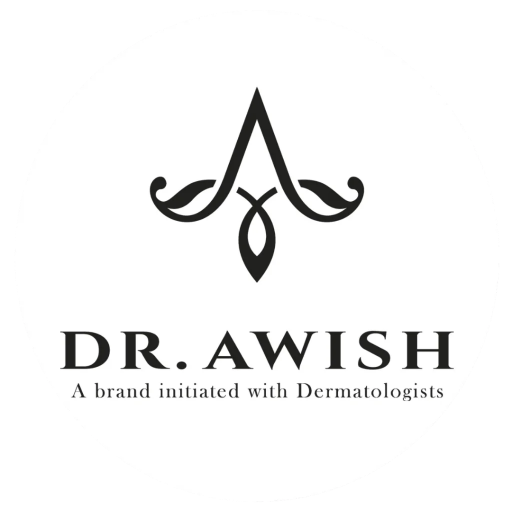 DR. AWISH
A brand initiated with Dermatologists